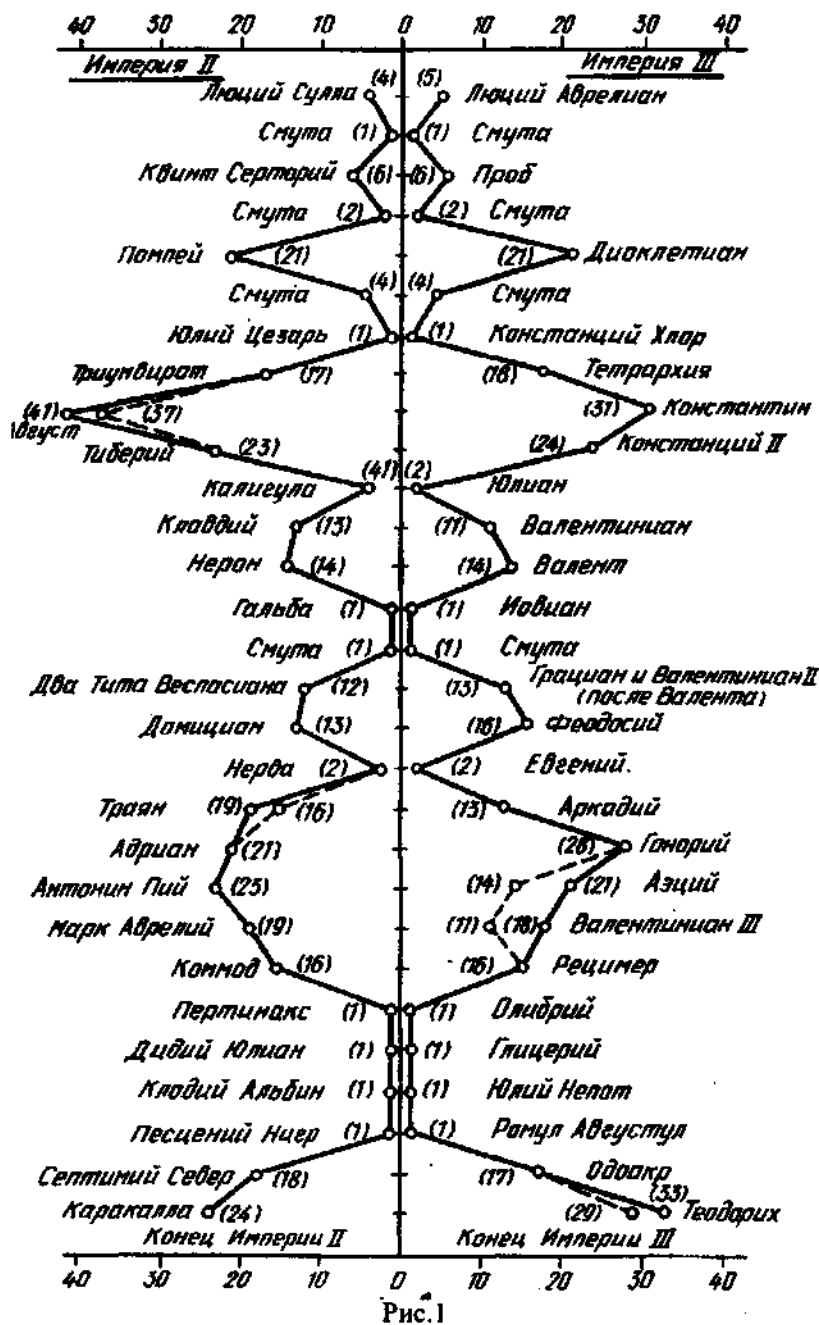 40 30 20 10 0 10 20 30 40
Империя II Империя III
Люций Сулла (4) (5) Люций Аврелиан
Смута (1) (1) Смута
Квинт Серторий (6) (6) Проб
Смута (2) (2) Смута
Помпей (21) (21) Диоклетиан
Смута (4) (4) Смута
Юлий Цезарь (1) (1) Констанций Хлор
Триумвират (17) (18) Тетрархия
(41) (37) (31) Константин
Август
Тиберий (23) (24) Констанций II
Калигула (4) (2) Юлиан
Клавдий (13) (11) Валентиниан
Нерон (14) (14) Валент
Гальба (1) (1) Иовиан
Смута (1) (1) Смута
Два Тита Веспасиана (12) (13) Грациан и Валентиниан II
(после Валента)
Домициан (13) (16) Феодосий
Нерва (2) (2) Евгений.
Траян (19) (16) (13) Аркадий
Адриан (21) (28) Гонорий
Антонин Пий (23) (14) (21) Аэций
Марк Аврелий (19) (11) (18) Валентиниан III
Коммод (16) (16) Рецимер
Пертинакс (1) (1) Олибрий
Дидий Юлиан (1) (1) Глицерий
Клодий Альбин (1) (1) Юлий Непот
Песцений Нигр (1) (1) Ромул Августул
Септимий Север (18) (17) Одоакр
Каракалла (24) (29) (33) Теодорих
Конец Империи II Конец Империи III
40 30 20 10 0 10 20 30 40
Рис.1